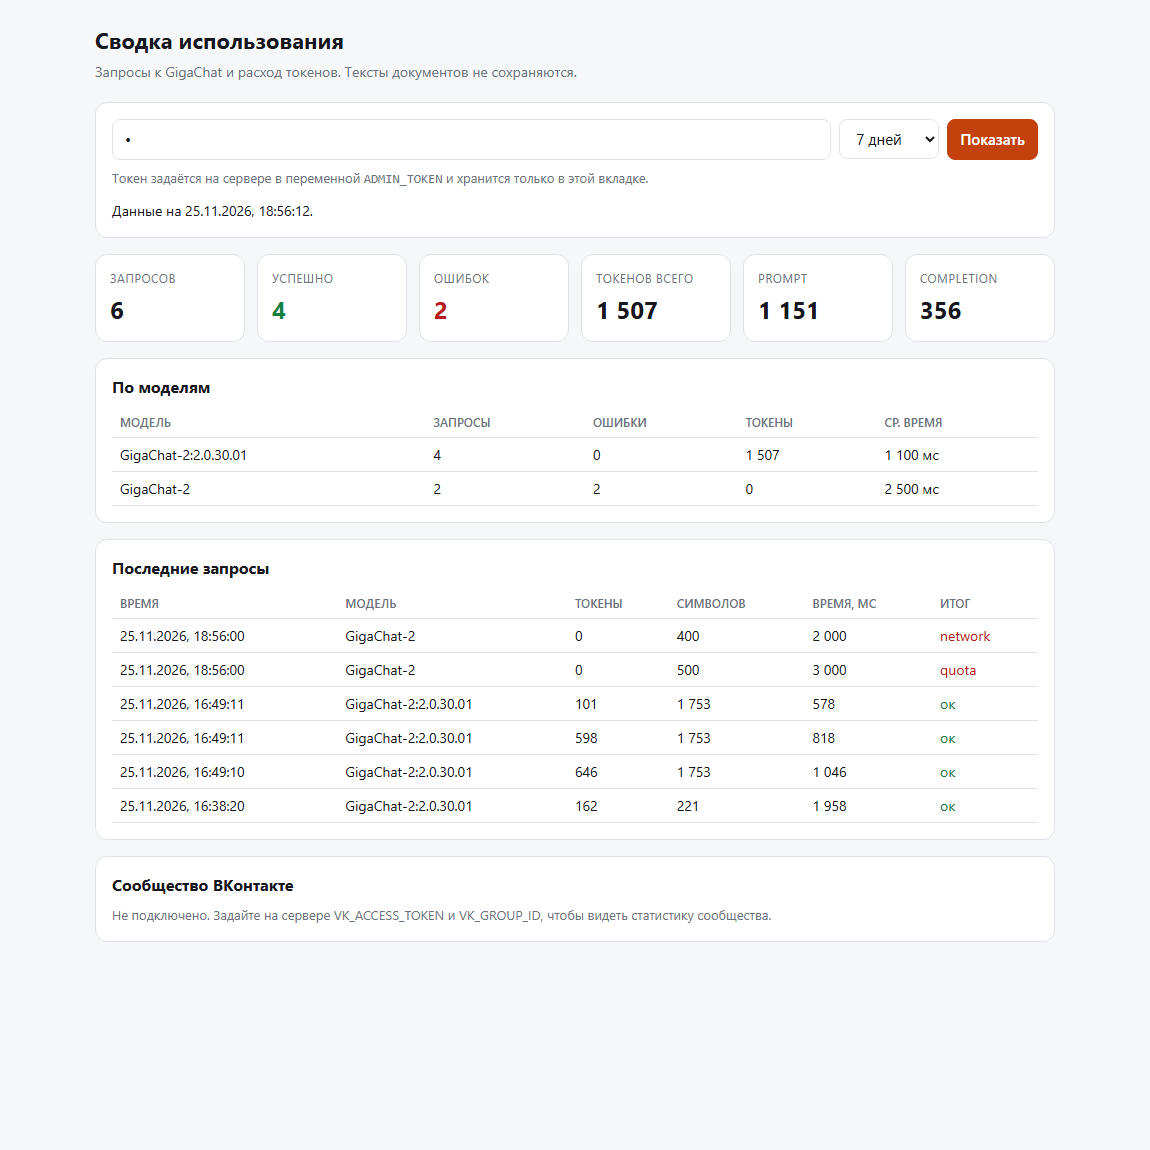 Сводка использования
Запросы к GigaChat и расход токенов. Тексты документов не сохраняются.
•
7 дней
Показать
Токен задаётся на сервере в переменной ADMIN_TOKEN и хранится только в этой вкладке.
Данные на 25.11.2026, 18:56:12.
ЗАПРОСОВ УСПЕШНО ОШИБОК ТОКЕНОВ ВСЕГО PROMPT COMPLETION
6 4 2 1 507 1 151 356
По моделям
МОДЕЛЬ ЗАПРОСЫ ОШИБКИ ТОКЕНЫ СР. ВРЕМЯ
GigaChat-2:2.0.30.01 4 0 1 507 1 100 мс
GigaChat-2 2 2 0 2 500 мс
Последние запросы
ВРЕМЯ МОДЕЛЬ ТОКЕНЫ СИМВОЛОВ ВРЕМЯ, МС ИТОГ
25.11.2026, 18:56:00 GigaChat-2 0 400 2 000 network
25.11.2026, 18:56:00 GigaChat-2 0 500 3 000 quota
25.11.2026, 16:49:11 GigaChat-2:2.0.30.01 101 1 753 578 ок
25.11.2026, 16:49:11 GigaChat-2:2.0.30.01 598 1 753 818 ок
25.11.2026, 16:49:10 GigaChat-2:2.0.30.01 646 1 753 1 046 ок
25.11.2026, 16:38:20 GigaChat-2:2.0.30.01 162 221 1 958 ок
Сообщество ВКонтакте
Не подключено. Задайте на сервере VK_ACCESS_TOKEN и VK_GROUP_ID, чтобы видеть статистику сообщества.